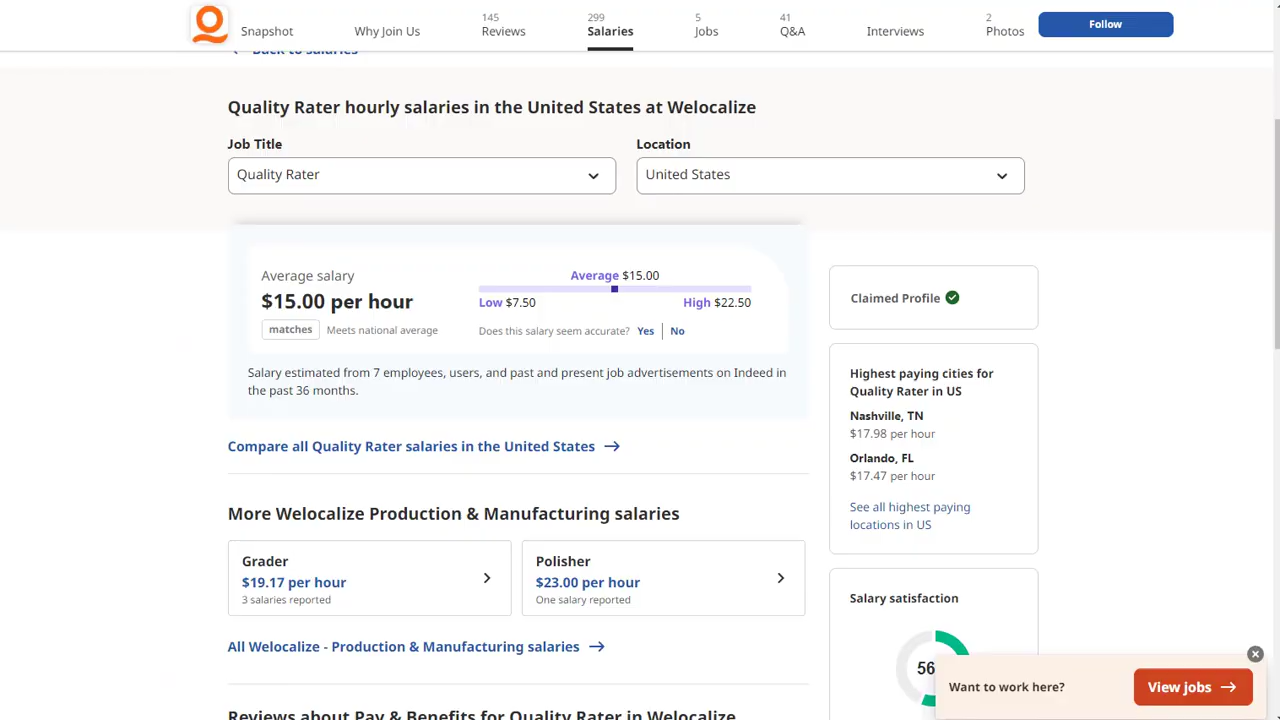 Snapshot
Why Join Us
145
Reviews
299
Salaries
5
Jobs
41
Q&A
Interviews
2
Photos
Follow
Back to salaries
Quality Rater hourly salaries in the United States at Welocalize
Job Title
Location
Quality Rater
United States
Average salary
$15.00 per hour
matches Meets national average
Average $15.00
Low $7.50 High $22.50
Does this salary seem accurate? Yes No
Salary estimated from 7 employees, users, and past and present job advertisements on Indeed in
the past 36 months.
Compare all Quality Rater salaries in the United States
More Welocalize Production & Manufacturing salaries
Grader
$19.17 per hour
3 salaries reported
Polisher
$23.00 per hour
One salary reported
All Welocalize - Production & Manufacturing salaries
Reviews about Pay & Benefits for Quality Rater in Welocalize
Claimed Profile
Highest paying cities for
Quality Rater in US
Nashville, TN
$17.98 per hour
Orlando, FL
$17.47 per hour
See all highest paying
locations in US
Salary satisfaction
56
Want to work here?
View jobs